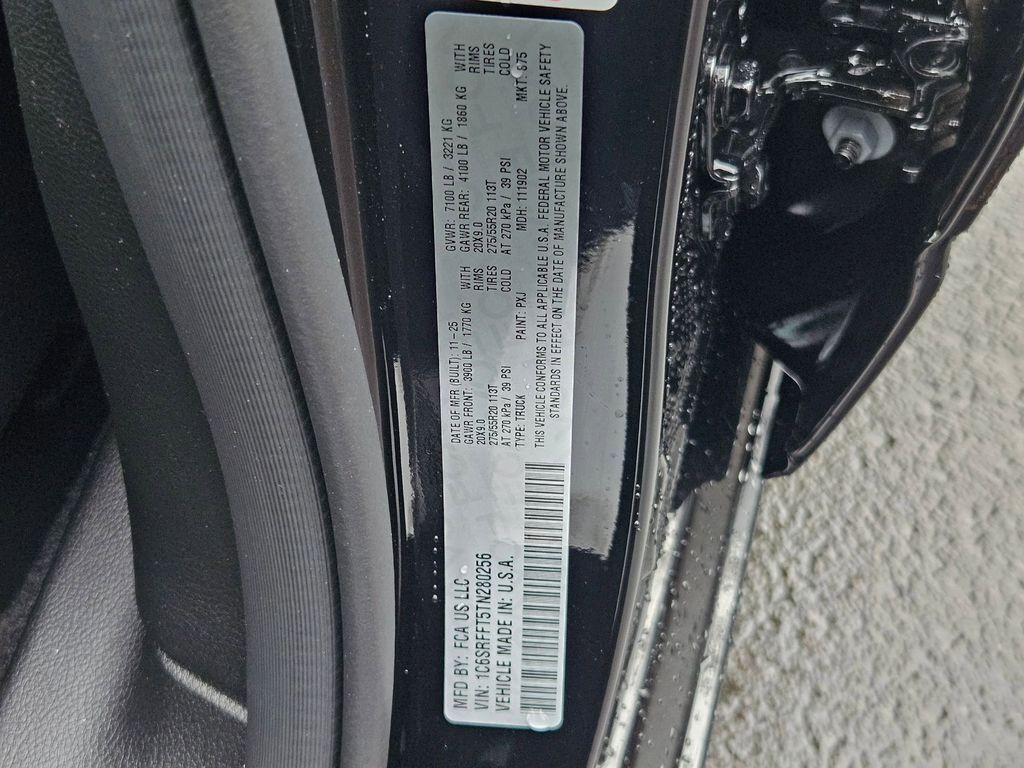 MFD BY: FCA US LLC
VIN: 1C6SRFFT5TN280256
VEHICLE MADE IN: U.S.A.
DATE OF MFR (BUILT): 11-25
GAWR FRONT: 3900 LB / 1770 KG WITH
20X9.0 RIMS
275/55R20 113T TIRES
AT 270 kPa / 39 PSI COLD
GVWR: 7100 LB / 3221 KG
GAWR REAR: 4100 LB / 1860 KG WITH
20X9.0 RIMS
275/55R20 113T TIRES
AT 270 kPa / 39 PSI COLD
TYPE: TRUCK PAINT: PXJ MDH: 111902 MKT: 875
THIS VEHICLE CONFORMS TO ALL APPLICABLE U.S.A. FEDERAL MOTOR VEHICLE SAFETY
STANDARDS IN EFFECT ON THE DATE OF MANUFACTURE SHOWN ABOVE.